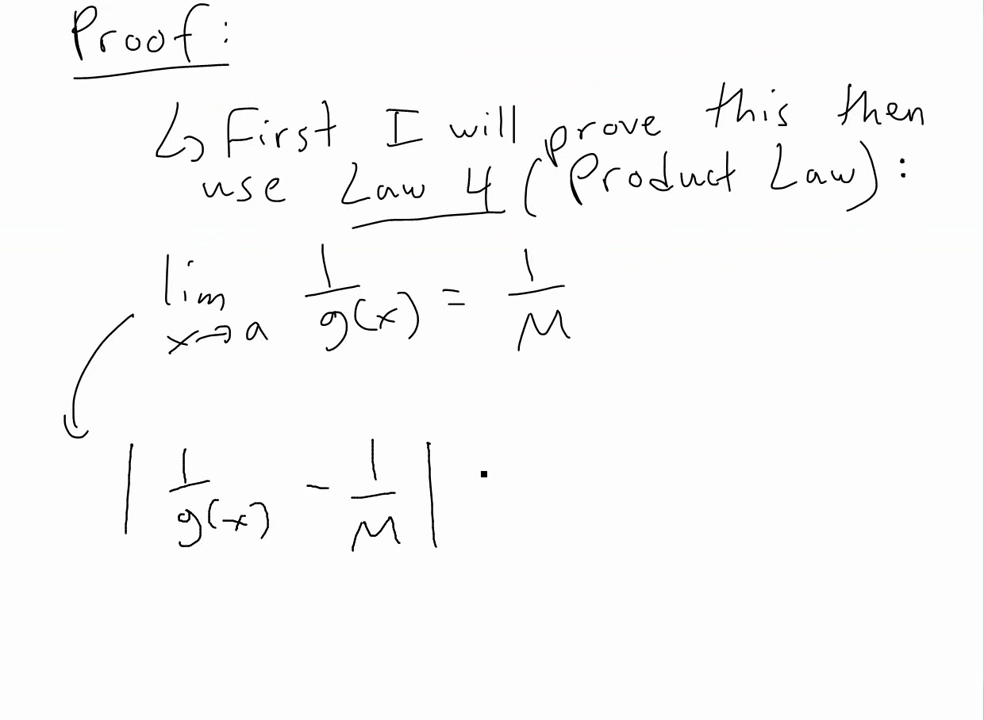 Proof:
↳ First I will prove this then
use Law 4 (Product Law):
lim x→a 1/g(x) = 1/M
| 1/g(x) - 1/M |